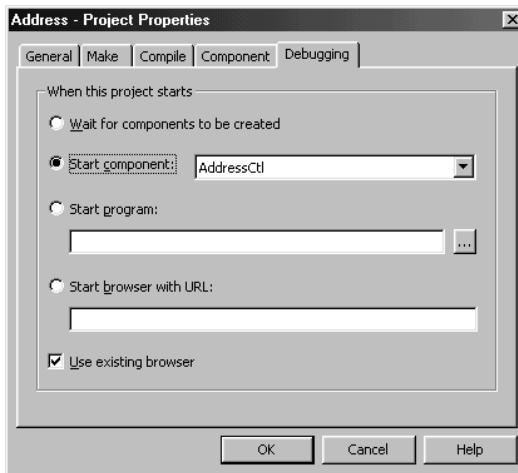 Address - Project Properties
General Make Compile Component Debugging
When this project starts
Wait for components to be created
Start component: AddressCtl
Start program:
...
Start browser with URL:
Use existing browser
OK Cancel Help